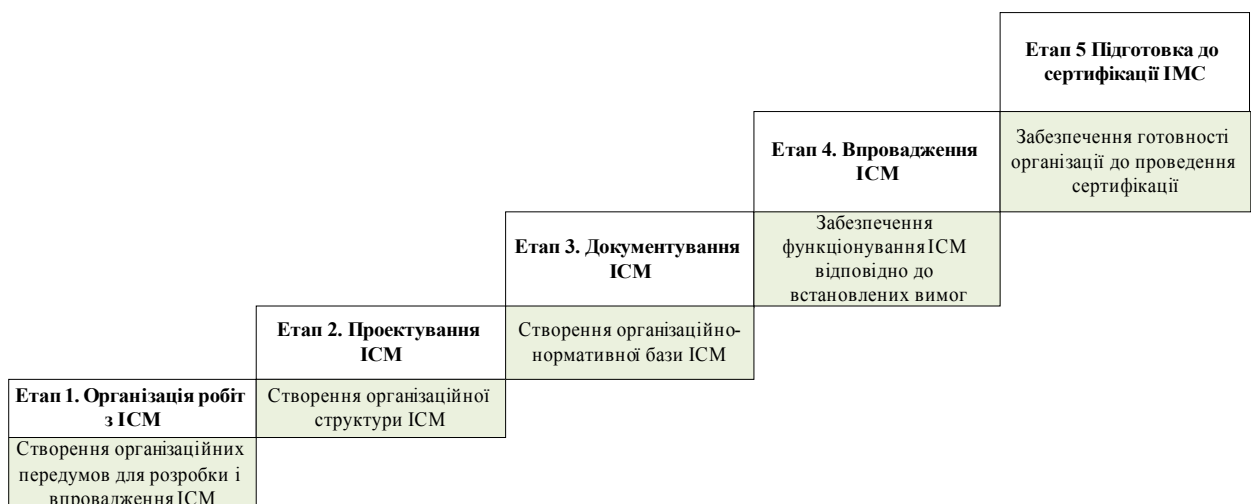 Етап 5 Підготовка до
сертифікації ІМС
Забезпечення готовності
організації до проведення
сертифікації
Етап 4. Впровадження
ІСМ
Забезпечення
функціонування ІСМ
відповідно до
встановлених вимог
Етап 3. Документування
ІСМ
Створення організаційно-
нормативної бази ІСМ
Етап 2. Проектування
ІСМ
Створення організаційної
структури ІСМ
Етап 1. Організація робіт
з ІСМ
Створення організаційних
передумов для розробки і
впровадження ІСМ